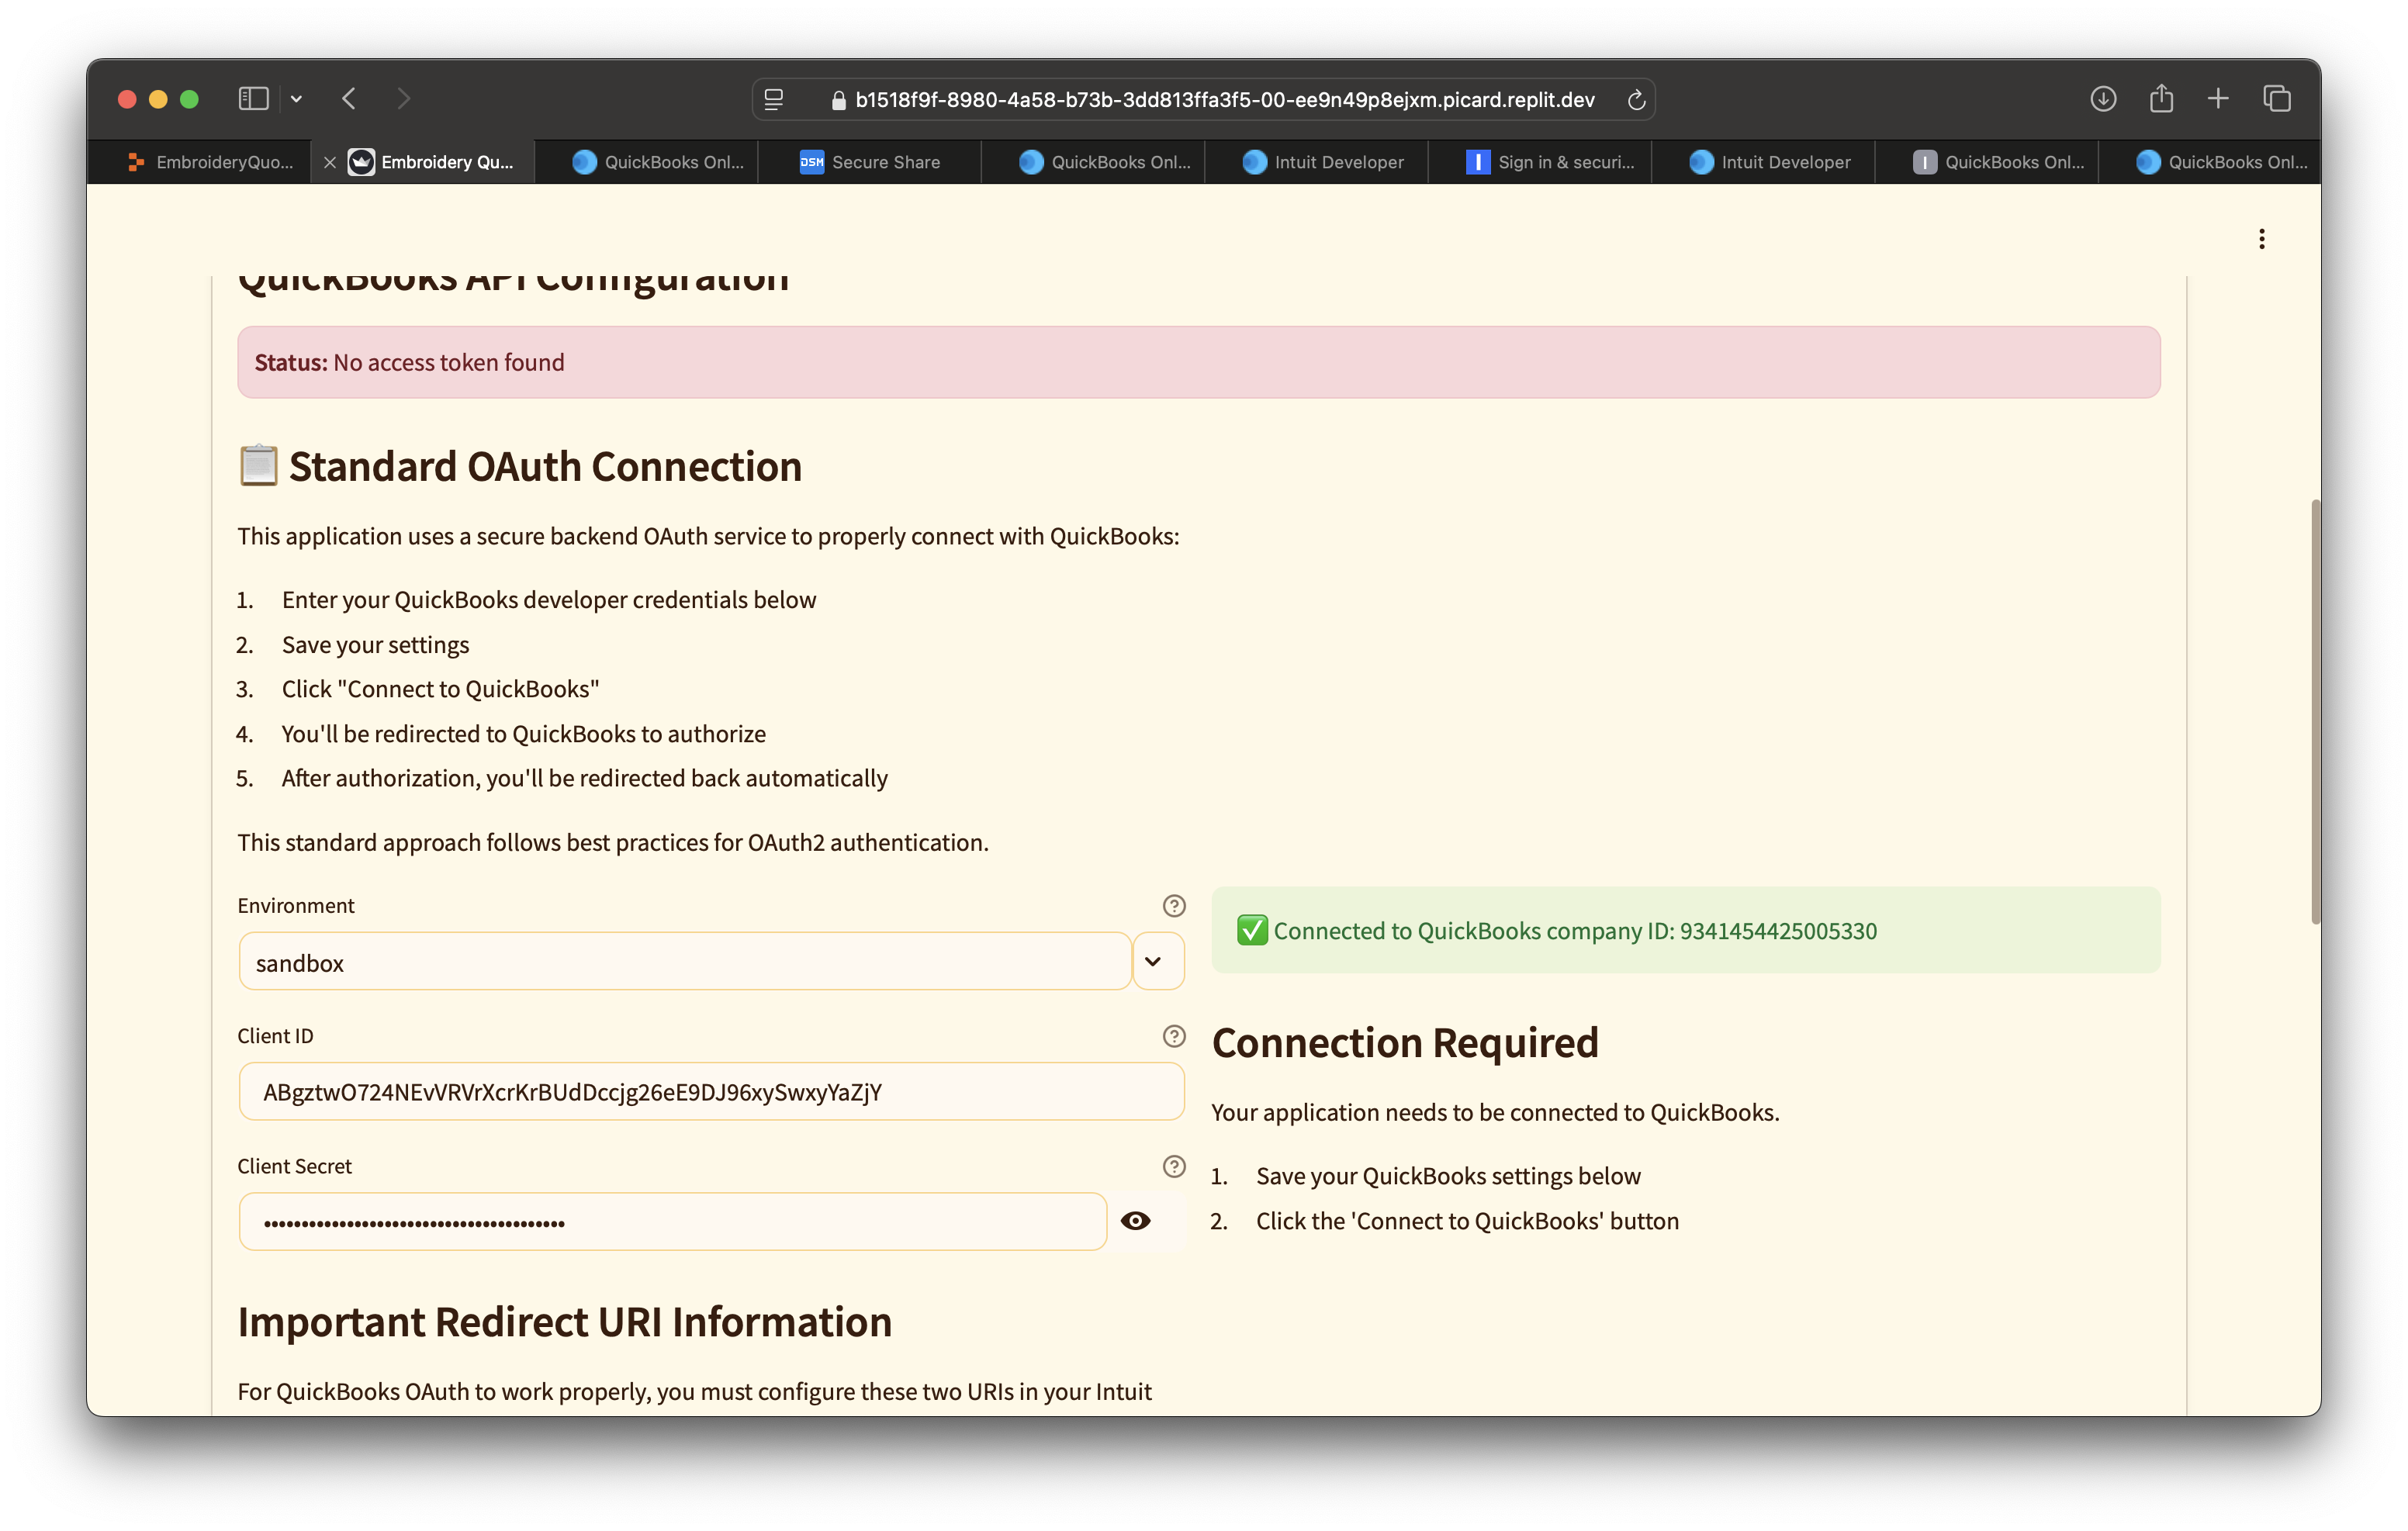 b1518f9f-8980-4a58-b73b-3dd813ffa3f5-00-ee9n49p8ejxm.picard.replit.dev
EmbroideryQuo... Embroidery Qu... QuickBooks Onl... DSM Secure Share QuickBooks Onl... Intuit Developer Sign in & securi... Intuit Developer QuickBooks Onl... QuickBooks Onl...
QuickBooks API Configuration
Status: No access token found
Standard OAuth Connection
This application uses a secure backend OAuth service to properly connect with QuickBooks:
1. Enter your QuickBooks developer credentials below
2. Save your settings
3. Click "Connect to QuickBooks"
4. You'll be redirected to QuickBooks to authorize
5. After authorization, you'll be redirected back automatically
This standard approach follows best practices for OAuth2 authentication.
Environment
sandbox
Client ID
ABgztwO724NEvVRVrXcrKrBUdDccjg26eE9DJ96xySwxyYaZjY
Client Secret
••••••••••••••••••••••••••••••••••••••••
✅ Connected to QuickBooks company ID: 9341454425005330
Connection Required
Your application needs to be connected to QuickBooks.
1. Save your QuickBooks settings below
2. Click the 'Connect to QuickBooks' button
Important Redirect URI Information
For QuickBooks OAuth to work properly, you must configure these two URIs in your Intuit